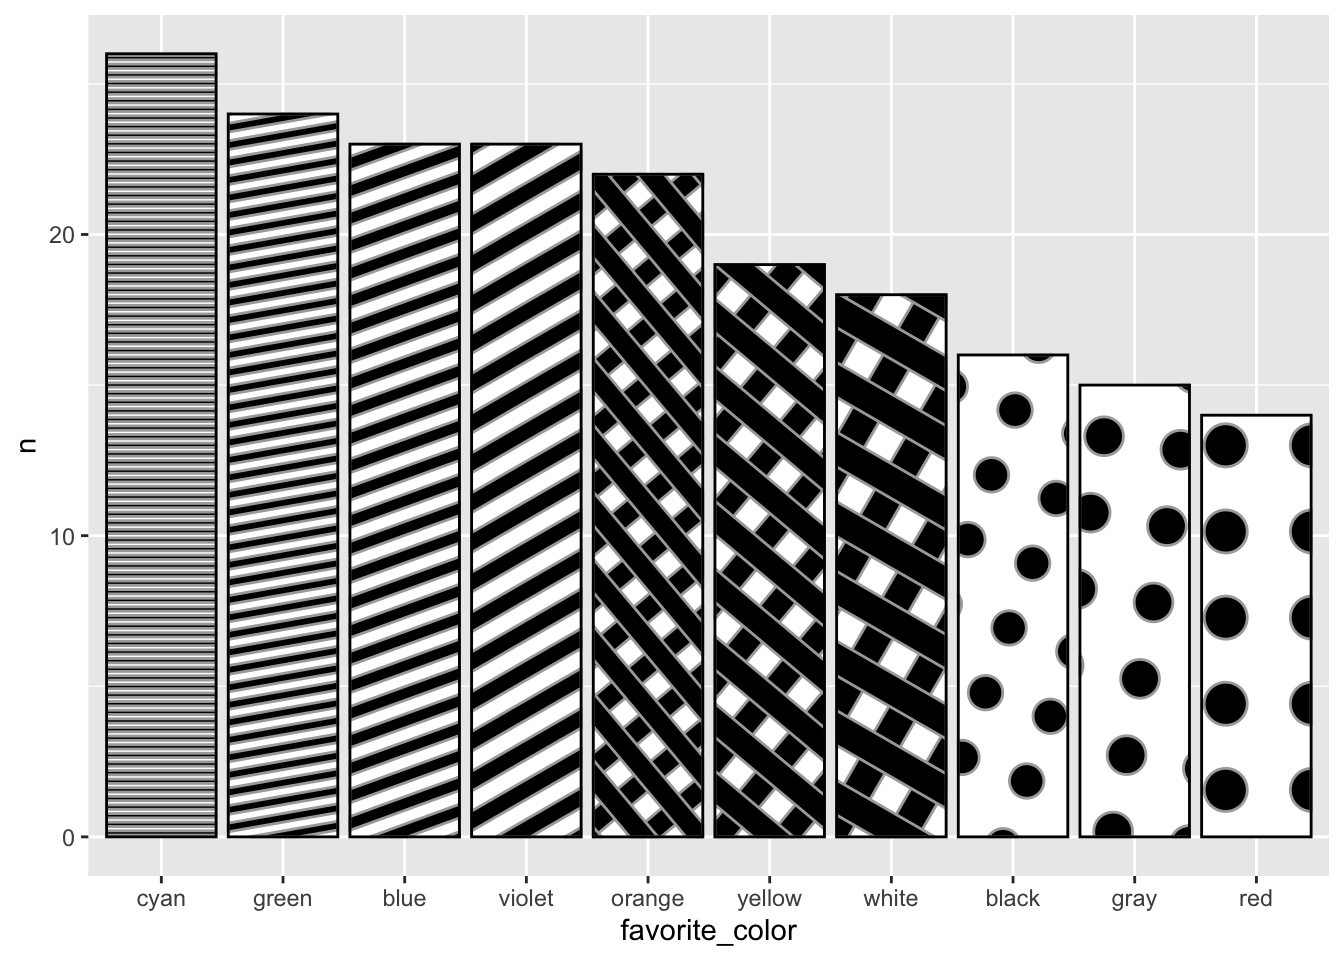 n
20
10
0
cyan green blue violet orange yellow white black gray red
favorite_color